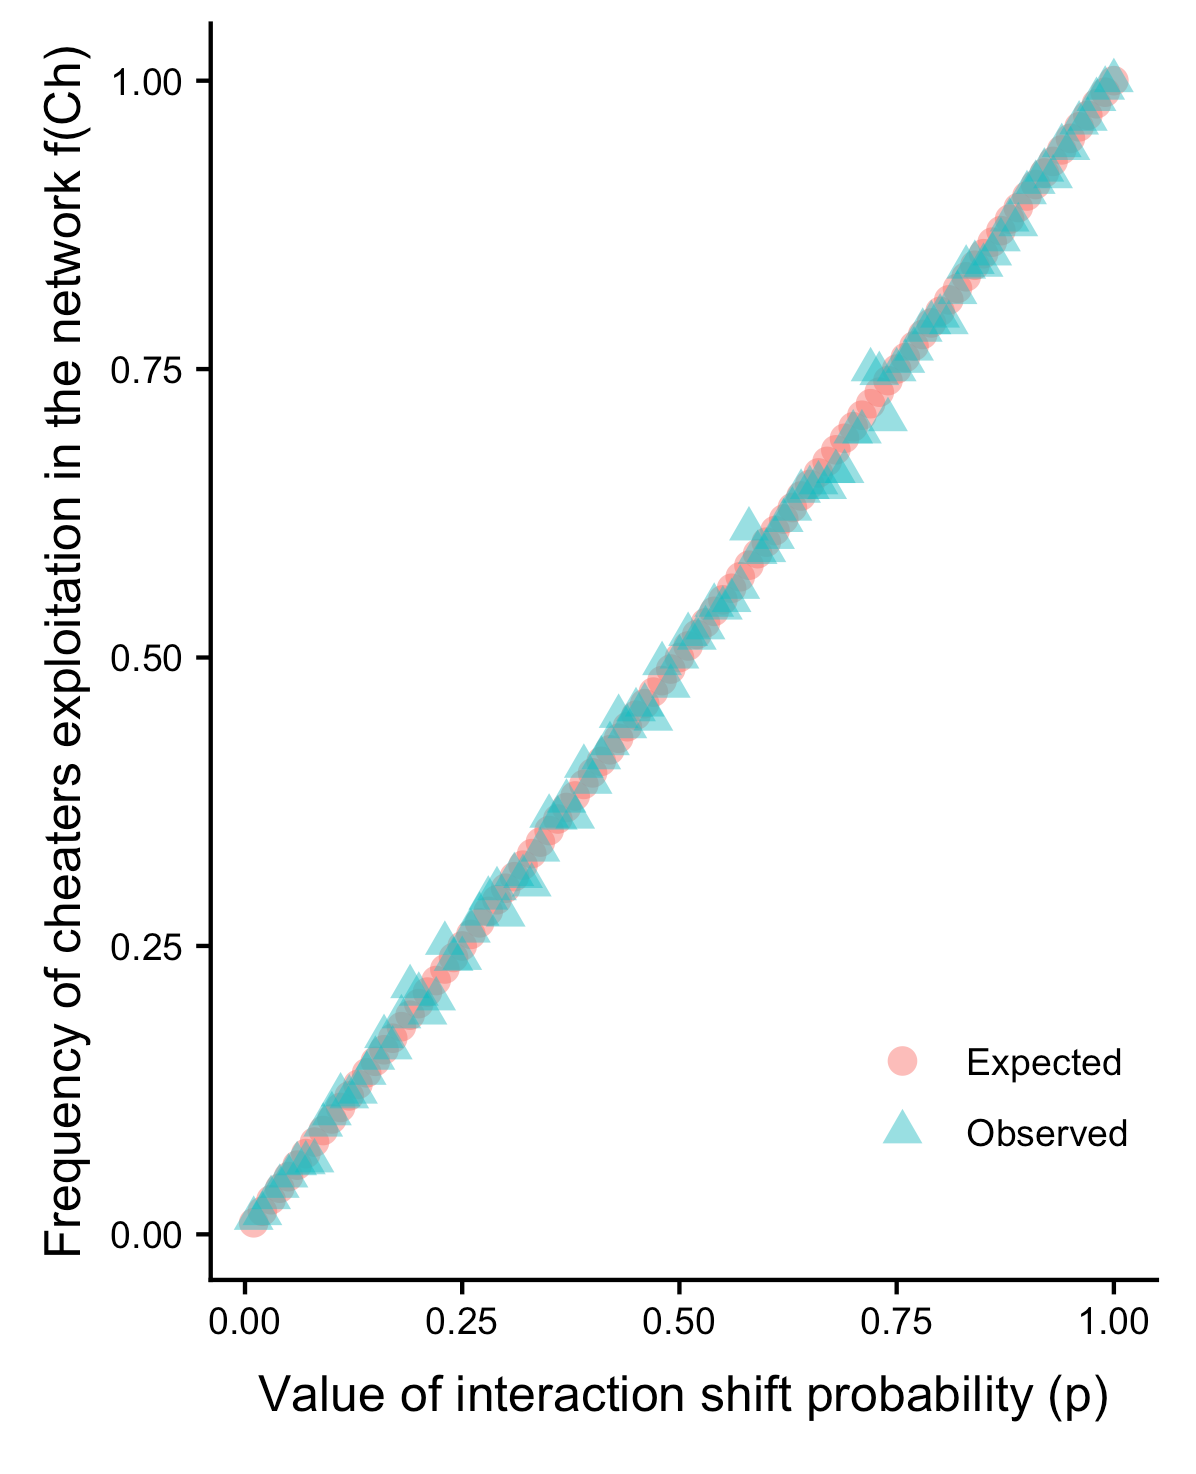 Frequency of cheaters exploitation in the network f(Ch)
1.00
0.75
0.50
0.25
0.00
Expected
Observed
0.00 0.25 0.50 0.75 1.00
Value of interaction shift probability (p)